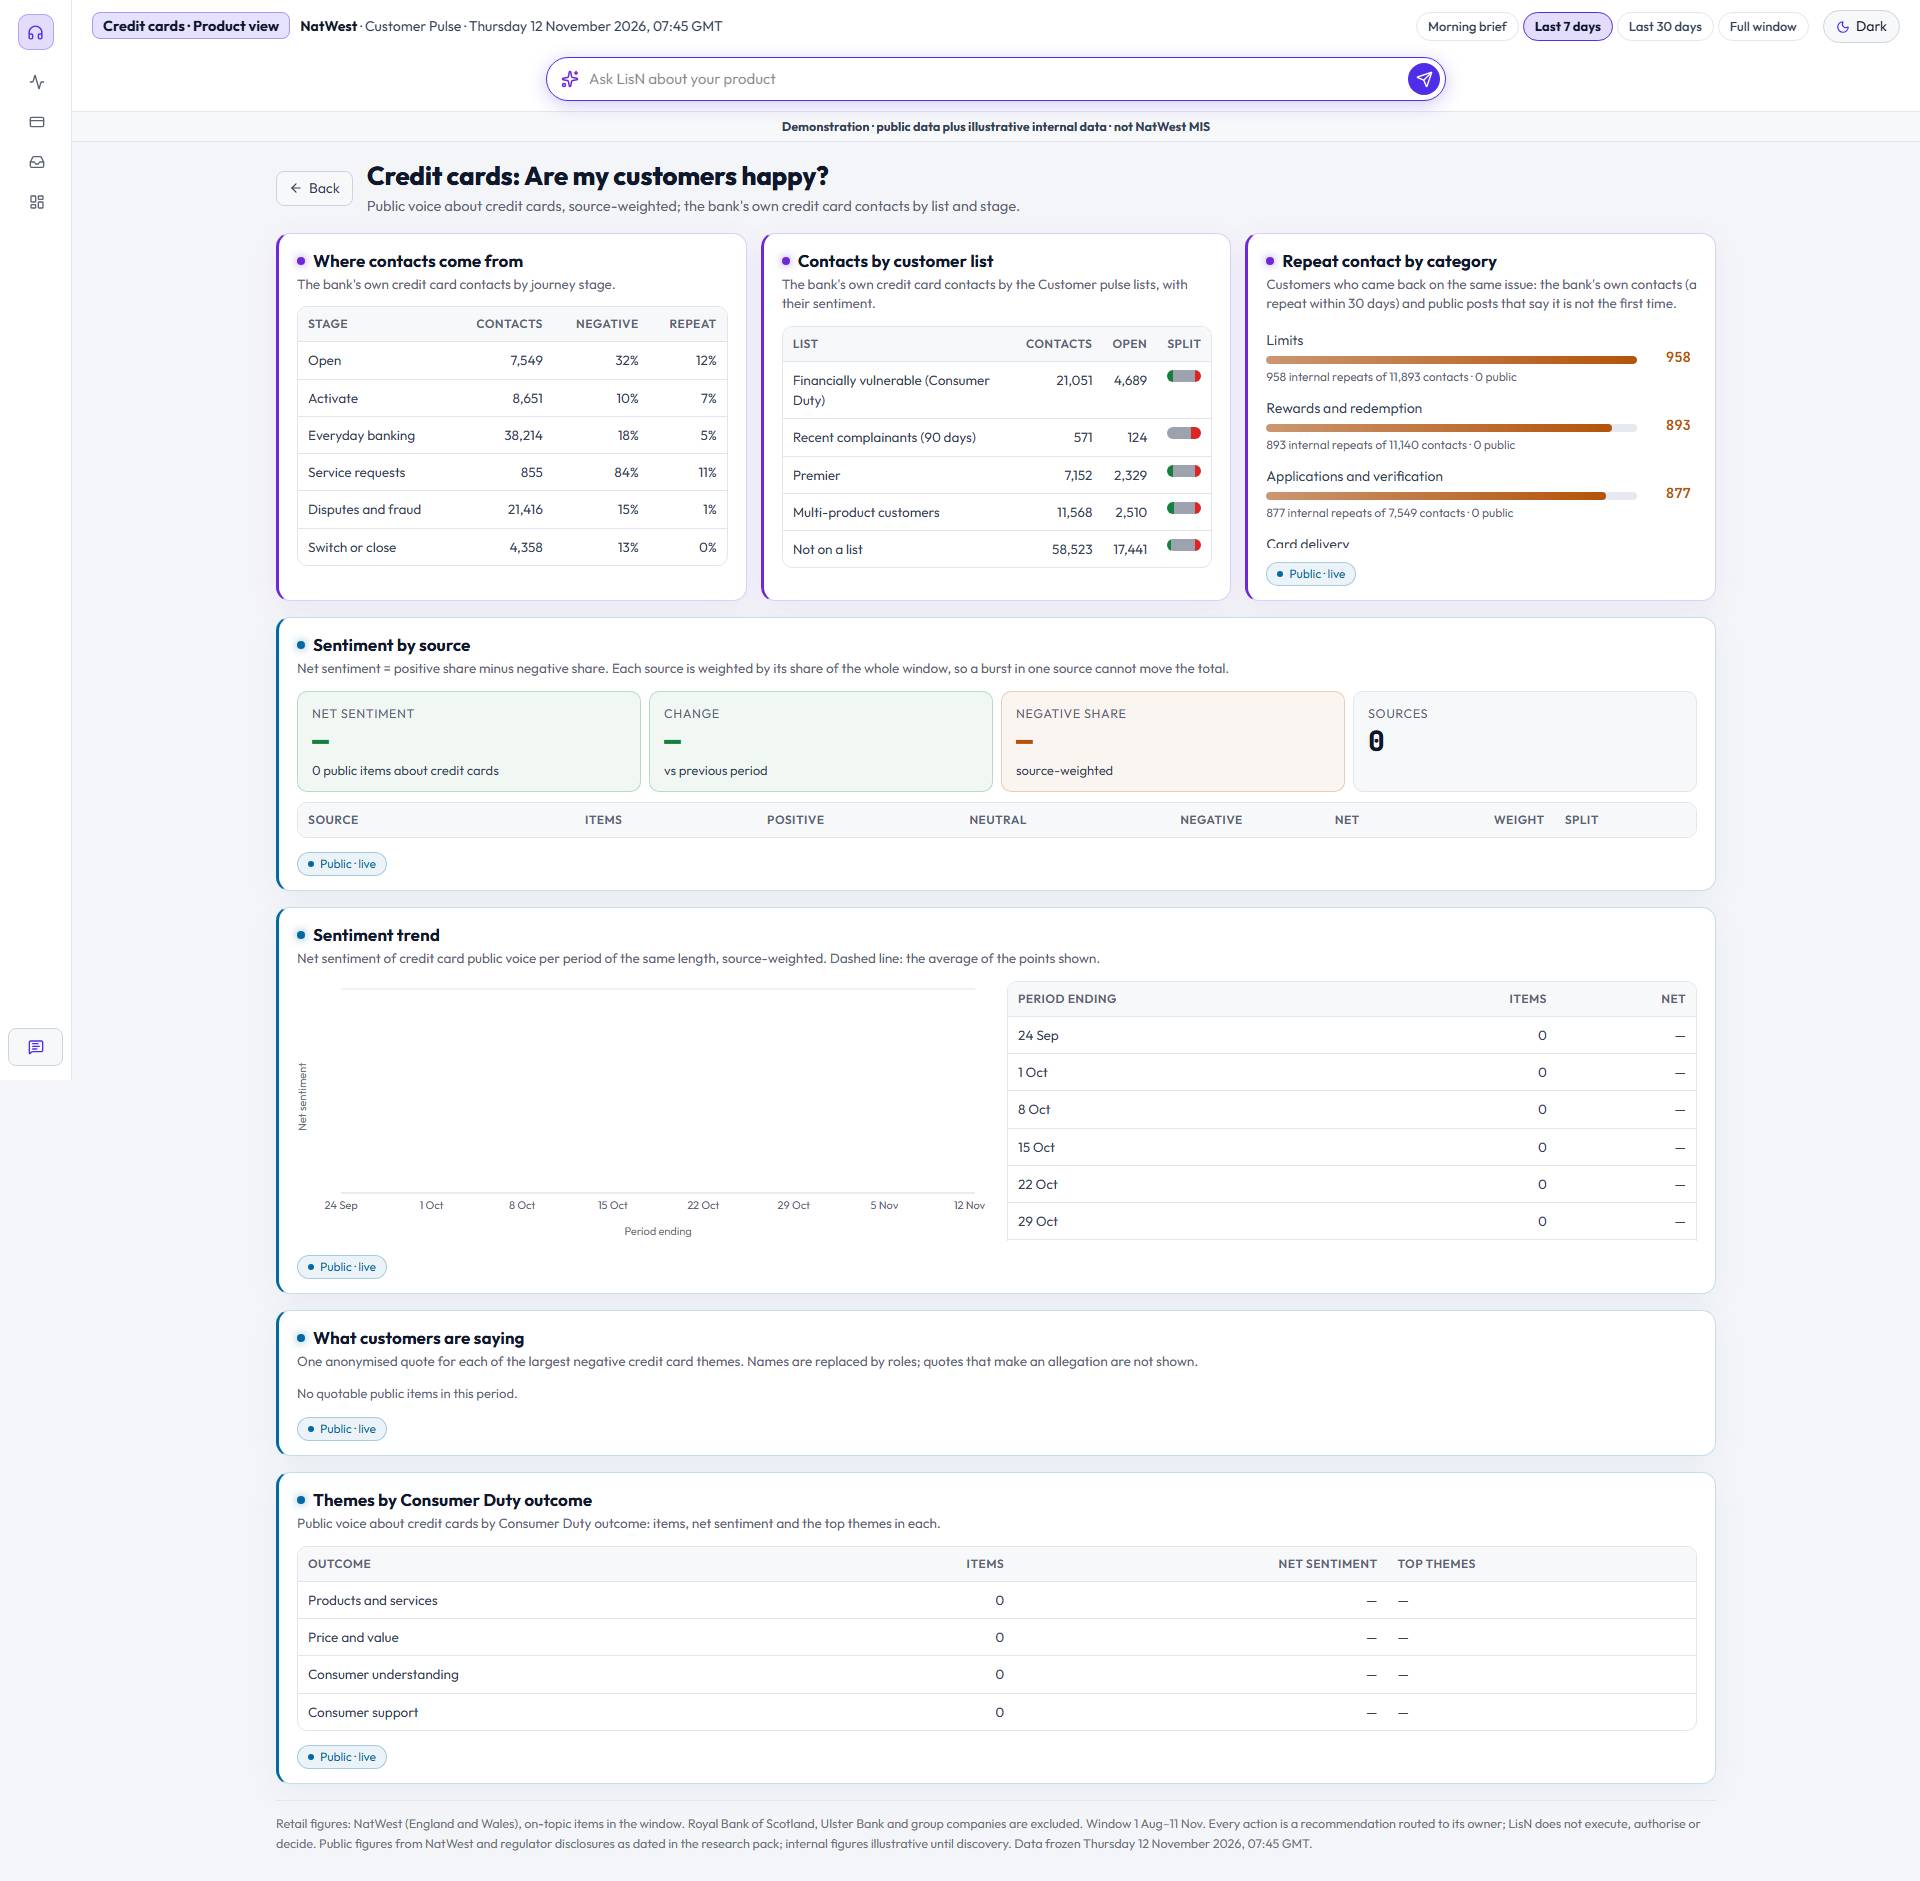 Credit cards · Product view NatWest · Customer Pulse · Thursday 12 November 2026, 07:45 GMT Morning brief Last 7 days Last 30 days Full window Dark
Ask LisN about your product
Demonstration · public data plus illustrative internal data · not NatWest MIS
Back
Credit cards: Are my customers happy?
Public voice about credit cards, source-weighted; the bank's own credit card contacts by list and stage.
Where contacts come from
The bank's own credit card contacts by journey stage.
STAGE CONTACTS NEGATIVE REPEAT
Open 7,549 32% 12%
Activate 8,651 10% 7%
Everyday banking 38,214 18% 5%
Service requests 855 84% 11%
Disputes and fraud 21,416 15% 1%
Switch or close 4,358 13% 0%
Contacts by customer list
The bank's own credit card contacts by the Customer pulse lists, with
their sentiment.
LIST CONTACTS OPEN SPLIT
Financially vulnerable (Consumer
Duty) 21,051 4,689
Recent complainants (90 days) 571 124
Premier 7,152 2,329
Multi-product customers 11,568 2,510
Not on a list 58,523 17,441
Repeat contact by category
Customers who came back on the same issue: the bank's own contacts (a
repeat within 30 days) and public posts that say it is not the first time.
Limits 958
958 internal repeats of 11,893 contacts · 0 public
Rewards and redemption 893
893 internal repeats of 11,140 contacts · 0 public
Applications and verification 877
877 internal repeats of 7,549 contacts · 0 public
Card delivery
Public · live
Sentiment by source
Net sentiment = positive share minus negative share. Each source is weighted by its share of the whole window, so a burst in one source cannot move the total.
NET SENTIMENT
—
0 public items about credit cards
CHANGE
—
vs previous period
NEGATIVE SHARE
—
source-weighted
SOURCES
0
SOURCE ITEMS POSITIVE NEUTRAL NEGATIVE NET WEIGHT SPLIT
Public · live
Sentiment trend
Net sentiment of credit card public voice per period of the same length, source-weighted. Dashed line: the average of the points shown.
Net sentiment
24 Sep 1 Oct 8 Oct 15 Oct 22 Oct 29 Oct 5 Nov 12 Nov
Period ending
PERIOD ENDING ITEMS NET
24 Sep 0 —
1 Oct 0 —
8 Oct 0 —
15 Oct 0 —
22 Oct 0 —
29 Oct 0 —
Public · live
What customers are saying
One anonymised quote for each of the largest negative credit card themes. Names are replaced by roles; quotes that make an allegation are not shown.
No quotable public items in this period.
Public · live
Themes by Consumer Duty outcome
Public voice about credit cards by Consumer Duty outcome: items, net sentiment and the top themes in each.
OUTCOME ITEMS NET SENTIMENT TOP THEMES
Products and services 0 — —
Price and value 0 — —
Consumer understanding 0 — —
Consumer support 0 — —
Public · live
Retail figures: NatWest (England and Wales), on-topic items in the window. Royal Bank of Scotland, Ulster Bank and group companies are excluded. Window 1 Aug–11 Nov. Every action is a recommendation routed to its owner; LisN does not execute, authorise or
decide. Public figures from NatWest and regulator disclosures as dated in the research pack; internal figures illustrative until discovery. Data frozen Thursday 12 November 2026, 07:45 GMT.